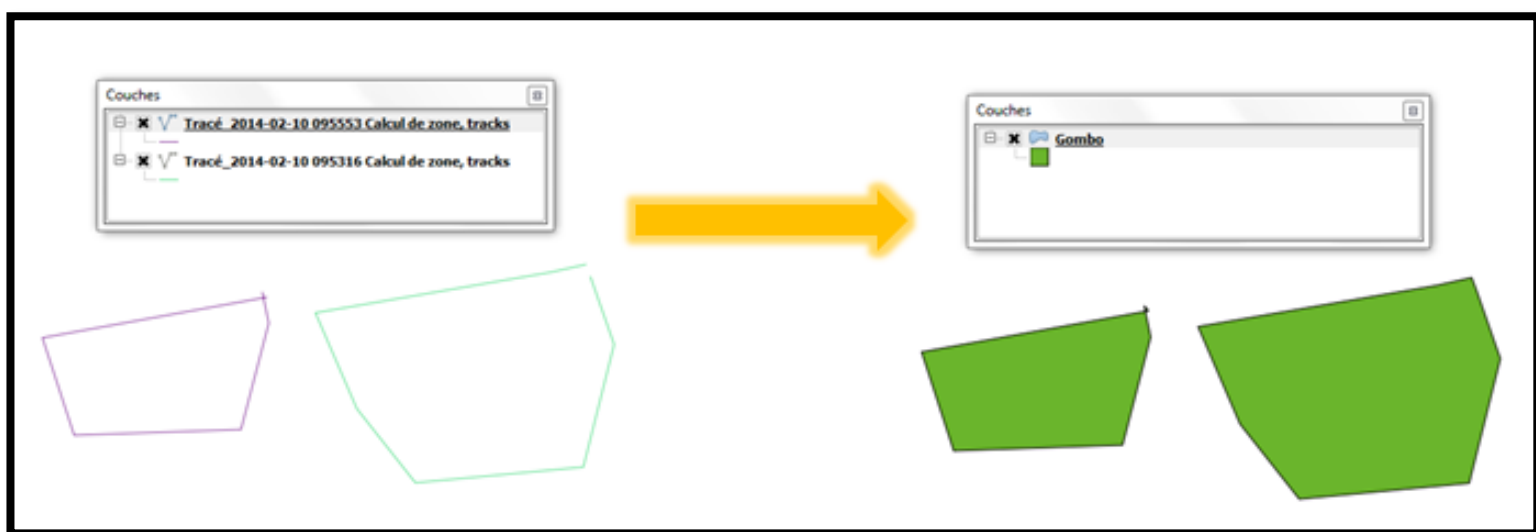 Couches
Tracé_2014-02-10 095553 Calcul de zone, tracks
Tracé_2014-02-10 095316 Calcul de zone, tracks
Couches
Gombo